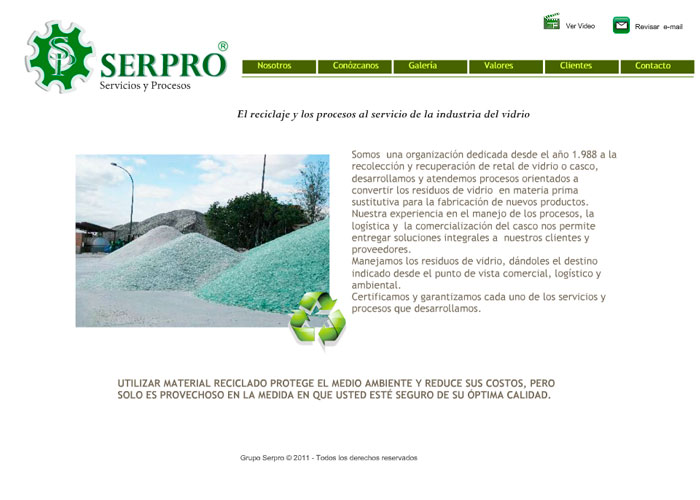 Ver Video
Revisar e-mail
SP
SERPRO®
Servicios y Procesos
Nosotros
Conózcanos
Galería
Valores
Clientes
Contacto
El reciclaje y los procesos al servicio de la industria del vidrio
Somos una organización dedicada desde el año 1.988 a la
recolección y recuperación de retal de vidrio o casco,
desarrollamos y atendemos procesos orientados a
convertir los residuos de vidrio en materia prima
sustitutiva para la fabricación de nuevos productos.
Nuestra experiencia en el manejo de los procesos, la
logística y la comercialización del casco nos permite
entregar soluciones integrales a nuestros clientes y
proveedores.
Manejamos los residuos de vidrio, dándoles el destino
indicado desde el punto de vista comercial, logístico y
ambiental.
Certificamos y garantizamos cada uno de los servicios y
procesos que desarrollamos.
UTILIZAR MATERIAL RECICLADO PROTEGE EL MEDIO AMBIENTE Y REDUCE SUS COSTOS, PERO
SOLO ES PROVECHOSO EN LA MEDIDA EN QUE USTED ESTÉ SEGURO DE SU ÓPTIMA CALIDAD.
Grupo Serpro © 2011 - Todos los derechos reservados